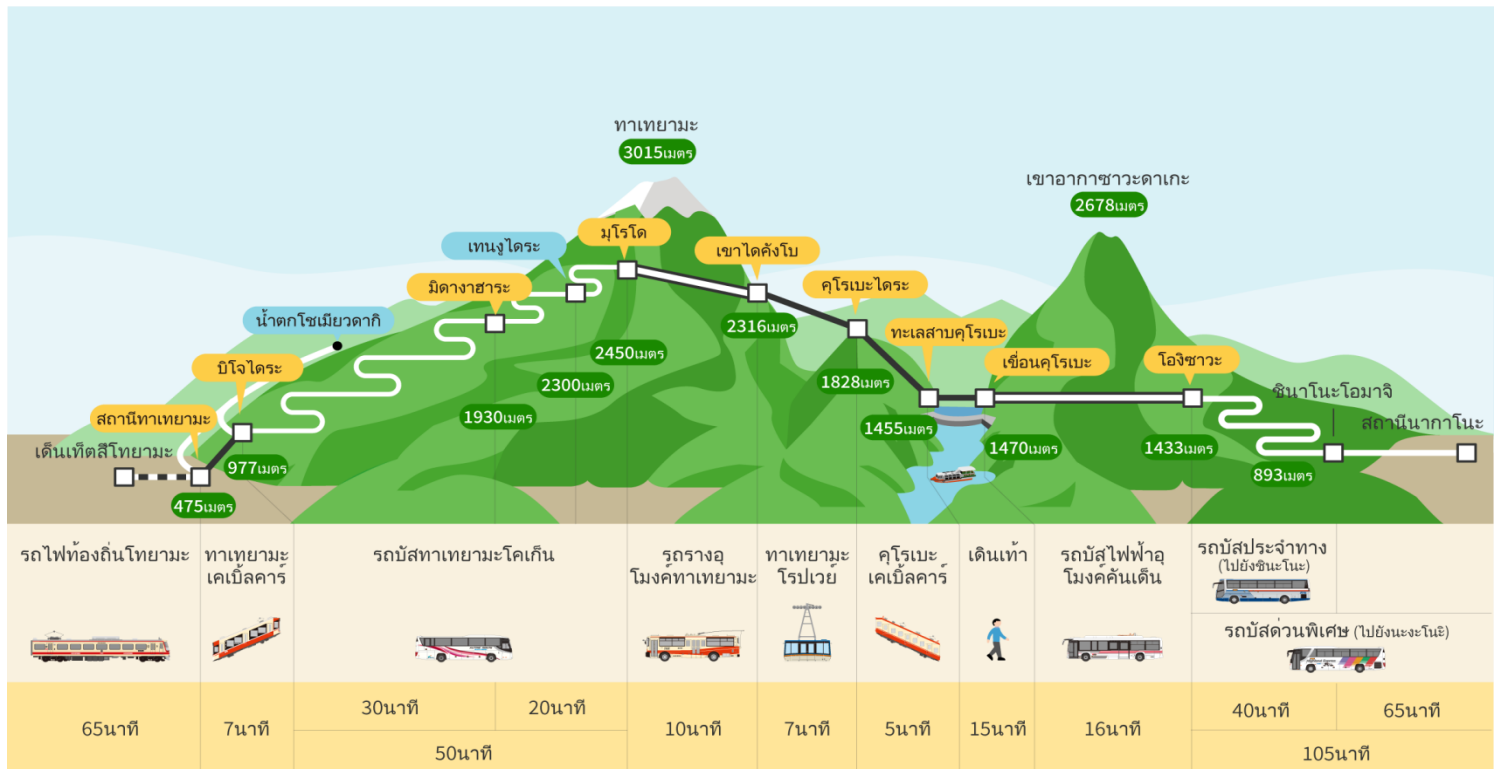 ทาเทยามะ
3015เมตร
เขาอากาซาวะดาเกะ
2678เมตร
มุโรโด
เทนงูไดระ
เขาไดคังโบ
มิดางาฮาระ
คุโรเบะไดระ
น้ำตกโชเมียวดากิ
2316เมตร
ทะเลสาบคุโรเบะ
2450เมตร
บิโจไดระ
เขื่อนคุโรเบะ
โองิซาวะ
2300เมตร
1828เมตร
ชินาโนะโอมาจิ
สถานีทาเทยามะ
1930เมตร
สถานีนากาโนะ
1455เมตร
เด็นเท็ตสึโทยามะ
1470เมตร
1433เมตร
977เมตร
893เมตร
475เมตร
รถไฟท้องถิ่นโทยามะ
ทาเทยามะ
เคเบิ้ลคาร์
รถบัสทาเทยามะโคเก็น
รถรางอุ
โมงค์ทาเทยามะ
ทาเทยามะ
โรปเวย์
คุโรเบะ
เคเบิ้ลคาร์
เดินเท้า
รถบัสไฟฟ้าอุ
โมงค์คันเด็น
รถบัสประจำทาง
(ไปยังชินะโนะ)
รถบัสด่วนพิเศษ (ไปยังนะงะโนะ)
65นาที
7นาที
30นาที
20นาที
50นาที
10นาที
7นาที
5นาที
15นาที
16นาที
40นาที
65นาที
105นาที